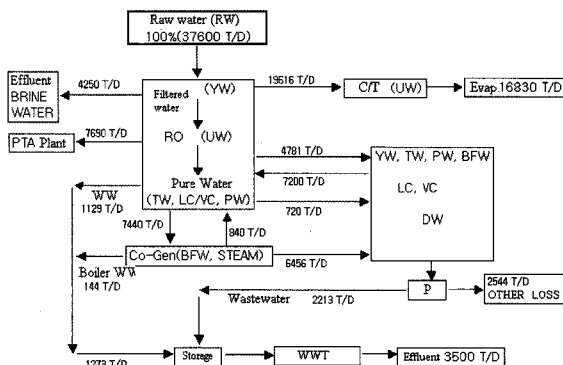 Raw water (RW)
100%(37600 T/D)
Effluent
BRINE
WATER
4250 T/D
Filtered
water
(YW)
19616 T/D
C/T (UW)
Evap.16830 T/D
PTA Plant
7690 T/D
RO (UW)
4781 T/D
YW, TW, PW, BFW
7200 T/D
LC, VC
Pure Water
(TW, LC/VC, PW)
WW
1129 T/D
720 T/D
DW
7440 T/D
840 T/D
Co-Gen(BFW, STEAM)
6456 T/D
Boiler WW
144 T/D
P
2544 T/D
OTHER LOSS
Wastewater
2213 T/D
1273 T/D
Storage
WWT
Effluent 3500 T/D